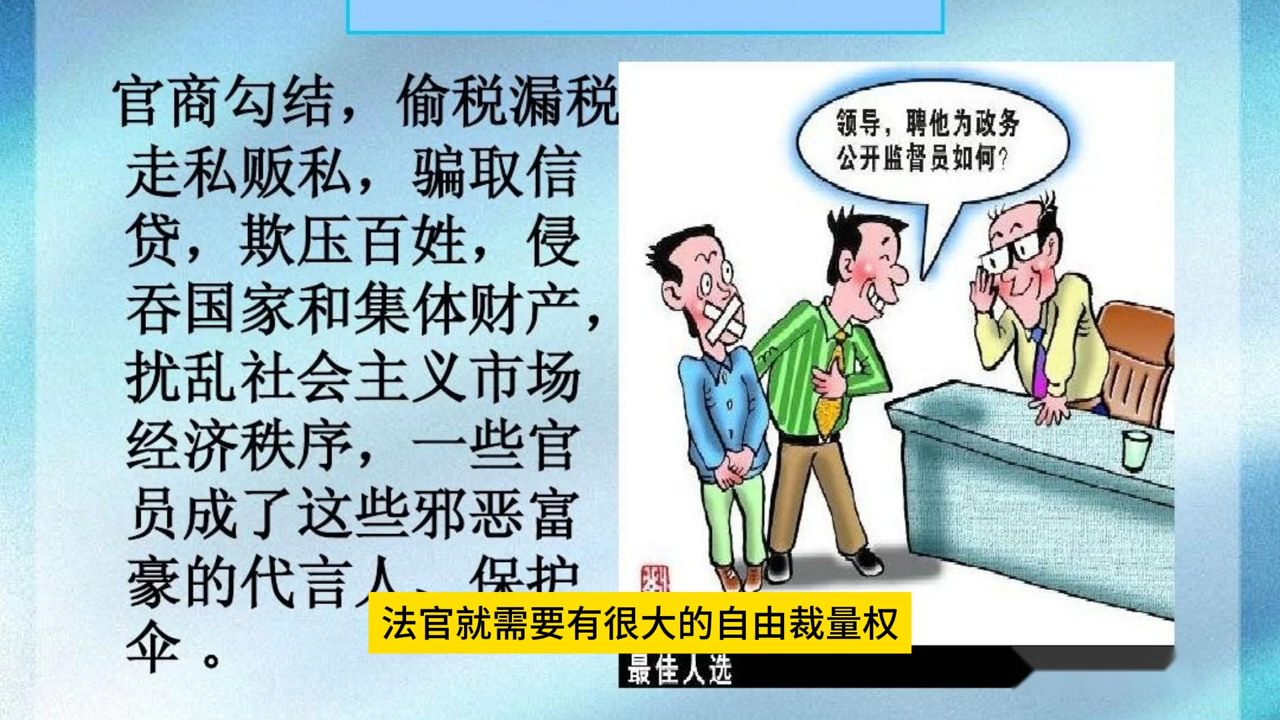 官商勾结，偷税漏税
走私贩私，骗取信
贷，欺压百姓，侵
吞国家和集体财产，
扰乱社会主义市场
经济秩序，一些官
员成了这些邪恶富
豪的代言人、保护
伞。
领导，聘他为政务
公开监督员如何？
法官就需要有很大的自由裁量权
最佳人选